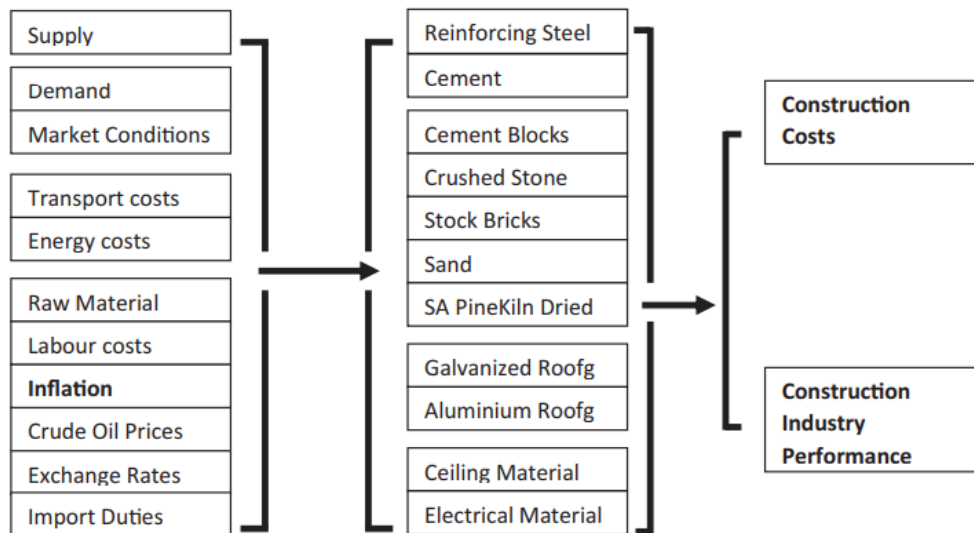 Supply
Demand
Market Conditions
Transport costs
Energy costs
Raw Material
Labour costs
Inflation
Crude Oil Prices
Exchange Rates
Import Duties
Reinforcing Steel
Cement
Cement Blocks
Crushed Stone
Stock Bricks
Sand
SA PineKiln Dried
Galvanized Roofg
Aluminium Roofg
Ceiling Material
Electrical Material
Construction
Costs
Construction
Industry
Performance